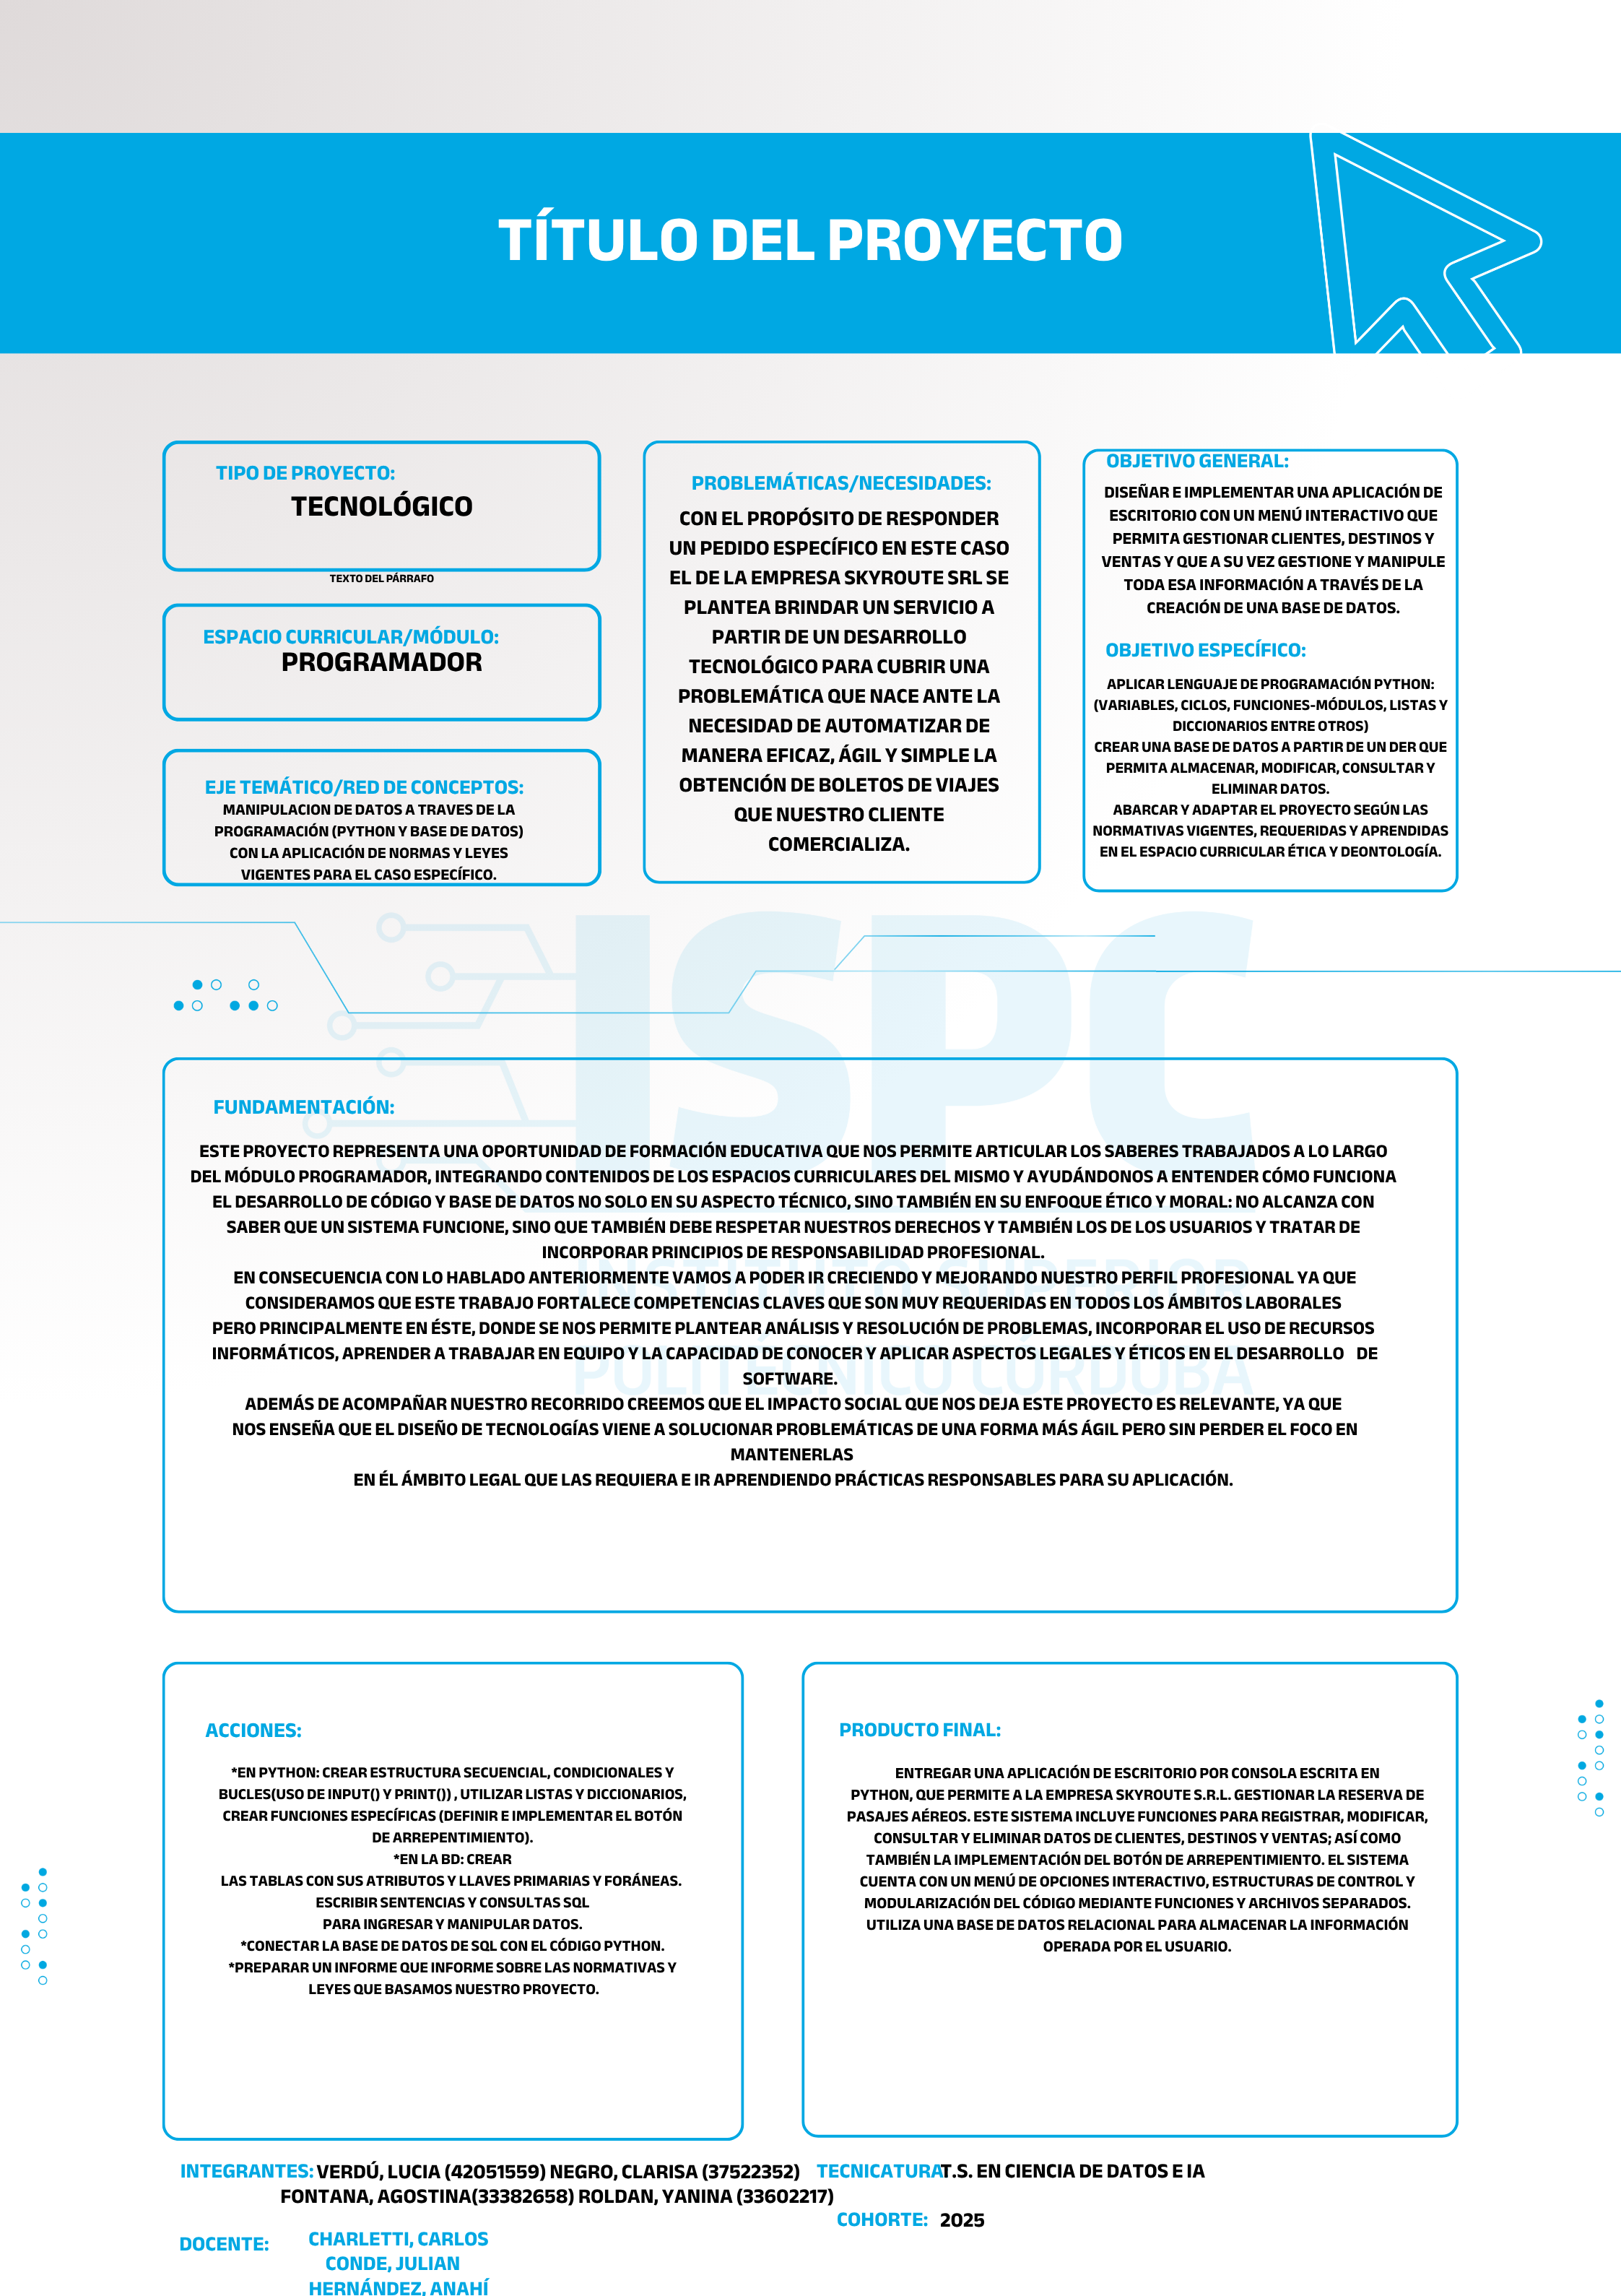 TÍTULO DEL PROYECTO
TIPO DE PROYECTO:
TECNOLÓGICO
TEXTO DEL PÁRRAFO
ESPACIO CURRICULAR/MÓDULO:
PROGRAMADOR
EJE TEMÁTICO/RED DE CONCEPTOS:
MANIPULACION DE DATOS A TRAVES DE LA
PROGRAMACIÓN (PYTHON Y BASE DE DATOS)
CON LA APLICACIÓN DE NORMAS Y LEYES
VIGENTES PARA EL CASO ESPECÍFICO.
PROBLEMÁTICAS/NECESIDADES:
CON EL PROPÓSITO DE RESPONDER
UN PEDIDO ESPECÍFICO EN ESTE CASO
EL DE LA EMPRESA SKYROUTE SRL SE
PLANTEA BRINDAR UN SERVICIO A
PARTIR DE UN DESARROLLO
TECNOLÓGICO PARA CUBRIR UNA
PROBLEMÁTICA QUE NACE ANTE LA
NECESIDAD DE AUTOMATIZAR DE
MANERA EFICAZ, ÁGIL Y SIMPLE LA
OBTENCIÓN DE BOLETOS DE VIAJES
QUE NUESTRO CLIENTE
COMERCIALIZA.
OBJETIVO GENERAL:
DISEÑAR E IMPLEMENTAR UNA APLICACIÓN DE
ESCRITORIO CON UN MENÚ INTERACTIVO QUE
PERMITA GESTIONAR CLIENTES, DESTINOS Y
VENTAS Y QUE A SU VEZ GESTIONE Y MANIPULE
TODA ESA INFORMACIÓN A TRAVÉS DE LA
CREACIÓN DE UNA BASE DE DATOS.
OBJETIVO ESPECÍFICO:
APLICAR LENGUAJE DE PROGRAMACIÓN PYTHON:
(VARIABLES, CICLOS, FUNCIONES-MÓDULOS, LISTAS Y
DICCIONARIOS ENTRE OTROS)
CREAR UNA BASE DE DATOS A PARTIR DE UN DER QUE
PERMITA ALMACENAR, MODIFICAR, CONSULTAR Y
ELIMINAR DATOS.
ABARCAR Y ADAPTAR EL PROYECTO SEGÚN LAS
NORMATIVAS VIGENTES, REQUERIDAS Y APRENDIDAS
EN EL ESPACIO CURRICULAR ÉTICA Y DEONTOLOGÍA.
ISPC
INSTITUTO SUPERIOR
POLITÉCNICO CÓRDOBA
FUNDAMENTACIÓN:
ESTE PROYECTO REPRESENTA UNA OPORTUNIDAD DE FORMACIÓN EDUCATIVA QUE NOS PERMITE ARTICULAR LOS SABERES TRABAJADOS A LO LARGO
DEL MÓDULO PROGRAMADOR, INTEGRANDO CONTENIDOS DE LOS ESPACIOS CURRICULARES DEL MISMO Y AYUDÁNDONOS A ENTENDER CÓMO FUNCIONA
EL DESARROLLO DE CÓDIGO Y BASE DE DATOS NO SOLO EN SU ASPECTO TÉCNICO, SINO TAMBIÉN EN SU ENFOQUE ÉTICO Y MORAL: NO ALCANZA CON
SABER QUE UN SISTEMA FUNCIONE, SINO QUE TAMBIÉN DEBE RESPETAR NUESTROS DERECHOS Y TAMBIÉN LOS DE LOS USUARIOS Y TRATAR DE
INCORPORAR PRINCIPIOS DE RESPONSABILIDAD PROFESIONAL.
EN CONSECUENCIA CON LO HABLADO ANTERIORMENTE VAMOS A PODER IR CRECIENDO Y MEJORANDO NUESTRO PERFIL PROFESIONAL YA QUE
CONSIDERAMOS QUE ESTE TRABAJO FORTALECE COMPETENCIAS CLAVES QUE SON MUY REQUERIDAS EN TODOS LOS ÁMBITOS LABORALES
PERO PRINCIPALMENTE EN ÉSTE, DONDE SE NOS PERMITE PLANTEAR ANÁLISIS Y RESOLUCIÓN DE PROBLEMAS, INCORPORAR EL USO DE RECURSOS
INFORMÁTICOS, APRENDER A TRABAJAR EN EQUIPO Y LA CAPACIDAD DE CONOCER Y APLICAR ASPECTOS LEGALES Y ÉTICOS EN EL DESARROLLO DE
SOFTWARE.
ADEMÁS DE ACOMPAÑAR NUESTRO RECORRIDO CREEMOS QUE EL IMPACTO SOCIAL QUE NOS DEJA ESTE PROYECTO ES RELEVANTE, YA QUE
NOS ENSEÑA QUE EL DISEÑO DE TECNOLOGÍAS VIENE A SOLUCIONAR PROBLEMÁTICAS DE UNA FORMA MÁS ÁGIL PERO SIN PERDER EL FOCO EN
MANTENERLAS
EN ÉL ÁMBITO LEGAL QUE LAS REQUIERA E IR APRENDIENDO PRÁCTICAS RESPONSABLES PARA SU APLICACIÓN.
ACCIONES:
*EN PYTHON: CREAR ESTRUCTURA SECUENCIAL, CONDICIONALES Y
BUCLES(USO DE INPUT() Y PRINT()) , UTILIZAR LISTAS Y DICCIONARIOS,
CREAR FUNCIONES ESPECÍFICAS (DEFINIR E IMPLEMENTAR EL BOTÓN
DE ARREPENTIMIENTO).
*EN LA BD: CREAR
LAS TABLAS CON SUS ATRIBUTOS Y LLAVES PRIMARIAS Y FORÁNEAS.
ESCRIBIR SENTENCIAS Y CONSULTAS SQL
PARA INGRESAR Y MANIPULAR DATOS.
*CONECTAR LA BASE DE DATOS DE SQL CON EL CÓDIGO PYTHON.
*PREPARAR UN INFORME QUE INFORME SOBRE LAS NORMATIVAS Y
LEYES QUE BASAMOS NUESTRO PROYECTO.
PRODUCTO FINAL:
ENTREGAR UNA APLICACIÓN DE ESCRITORIO POR CONSOLA ESCRITA EN
PYTHON, QUE PERMITE A LA EMPRESA SKYROUTE S.R.L. GESTIONAR LA RESERVA DE
PASAJES AÉREOS. ESTE SISTEMA INCLUYE FUNCIONES PARA REGISTRAR, MODIFICAR,
CONSULTAR Y ELIMINAR DATOS DE CLIENTES, DESTINOS Y VENTAS; ASÍ COMO
TAMBIÉN LA IMPLEMENTACIÓN DEL BOTÓN DE ARREPENTIMIENTO. EL SISTEMA
CUENTA CON UN MENÚ DE OPCIONES INTERACTIVO, ESTRUCTURAS DE CONTROL Y
MODULARIZACIÓN DEL CÓDIGO MEDIANTE FUNCIONES Y ARCHIVOS SEPARADOS.
UTILIZA UNA BASE DE DATOS RELACIONAL PARA ALMACENAR LA INFORMACIÓN
OPERADA POR EL USUARIO.
INTEGRANTES: VERDÚ, LUCIA (42051559) NEGRO, CLARISA (37522352)
FONTANA, AGOSTINA(33382658) ROLDAN, YANINA (33602217)
TECNICATURA T.S. EN CIENCIA DE DATOS E IA
COHORTE: 2025
DOCENTE: CHARLETTI, CARLOS
CONDE, JULIAN
HERNÁNDEZ, ANAHÍ